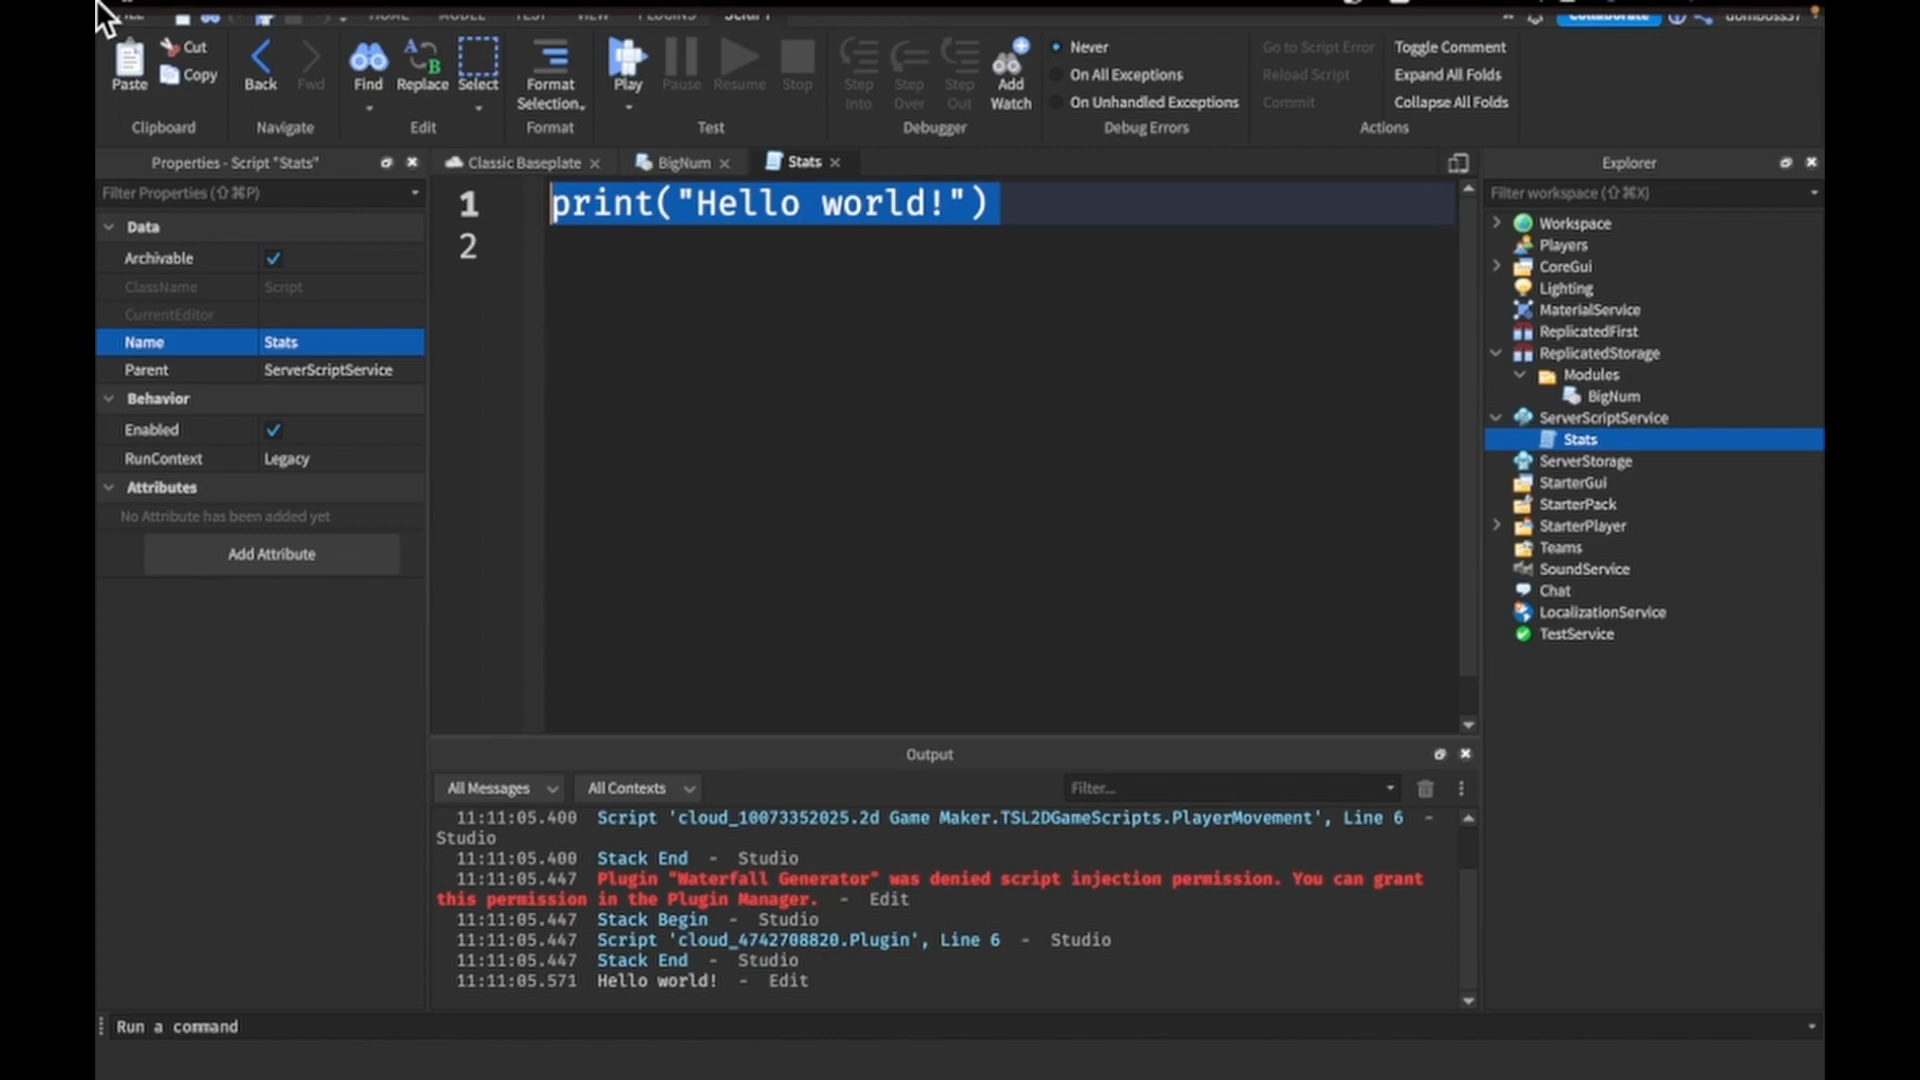 HOME MODEL TEST VIEW PLUGINS SCRIPT
Collaborate domboss37
Paste
Cut
Copy
Clipboard
Back
Fwd
Navigate
Find
Replace
Select
Edit
Format
Selection
Format
Play
Pause
Resume
Stop
Test
Step
Into
Step
Over
Step
Out
Add
Watch
Debugger
Never
On All Exceptions
On Unhandled Exceptions
Debug Errors
Go to Script Error
Reload Script
Commit
Toggle Comment
Expand All Folds
Collapse All Folds
Actions
Properties - Script "Stats"
Filter Properties (⇧⌘P)
Data
Archivable
ClassName Script
CurrentEditor
Name Stats
Parent ServerScriptService
Behavior
Enabled
RunContext Legacy
Attributes
No Attribute has been added yet
Add Attribute
Classic Baseplate
BigNum
Stats
1 print("Hello world!")
2
Output
All Messages
All Contexts
Filter...
11:11:05.400 Script 'cloud_10073352025.2d Game Maker.TSL2DGameScripts.PlayerMovement', Line 6 -
Studio
11:11:05.400 Stack End - Studio
11:11:05.447 Plugin "Waterfall Generator" was denied script injection permission. You can grant
this permission in the Plugin Manager. - Edit
11:11:05.447 Stack Begin - Studio
11:11:05.447 Script 'cloud_4742708820.Plugin', Line 6 - Studio
11:11:05.447 Stack End - Studio
11:11:05.571 Hello world! - Edit
Run a command
Explorer
Filter workspace (⇧⌘X)
Workspace
Players
CoreGui
Lighting
MaterialService
ReplicatedFirst
ReplicatedStorage
Modules
BigNum
ServerScriptService
Stats
ServerStorage
StarterGui
StarterPack
StarterPlayer
Teams
SoundService
Chat
LocalizationService
TestService